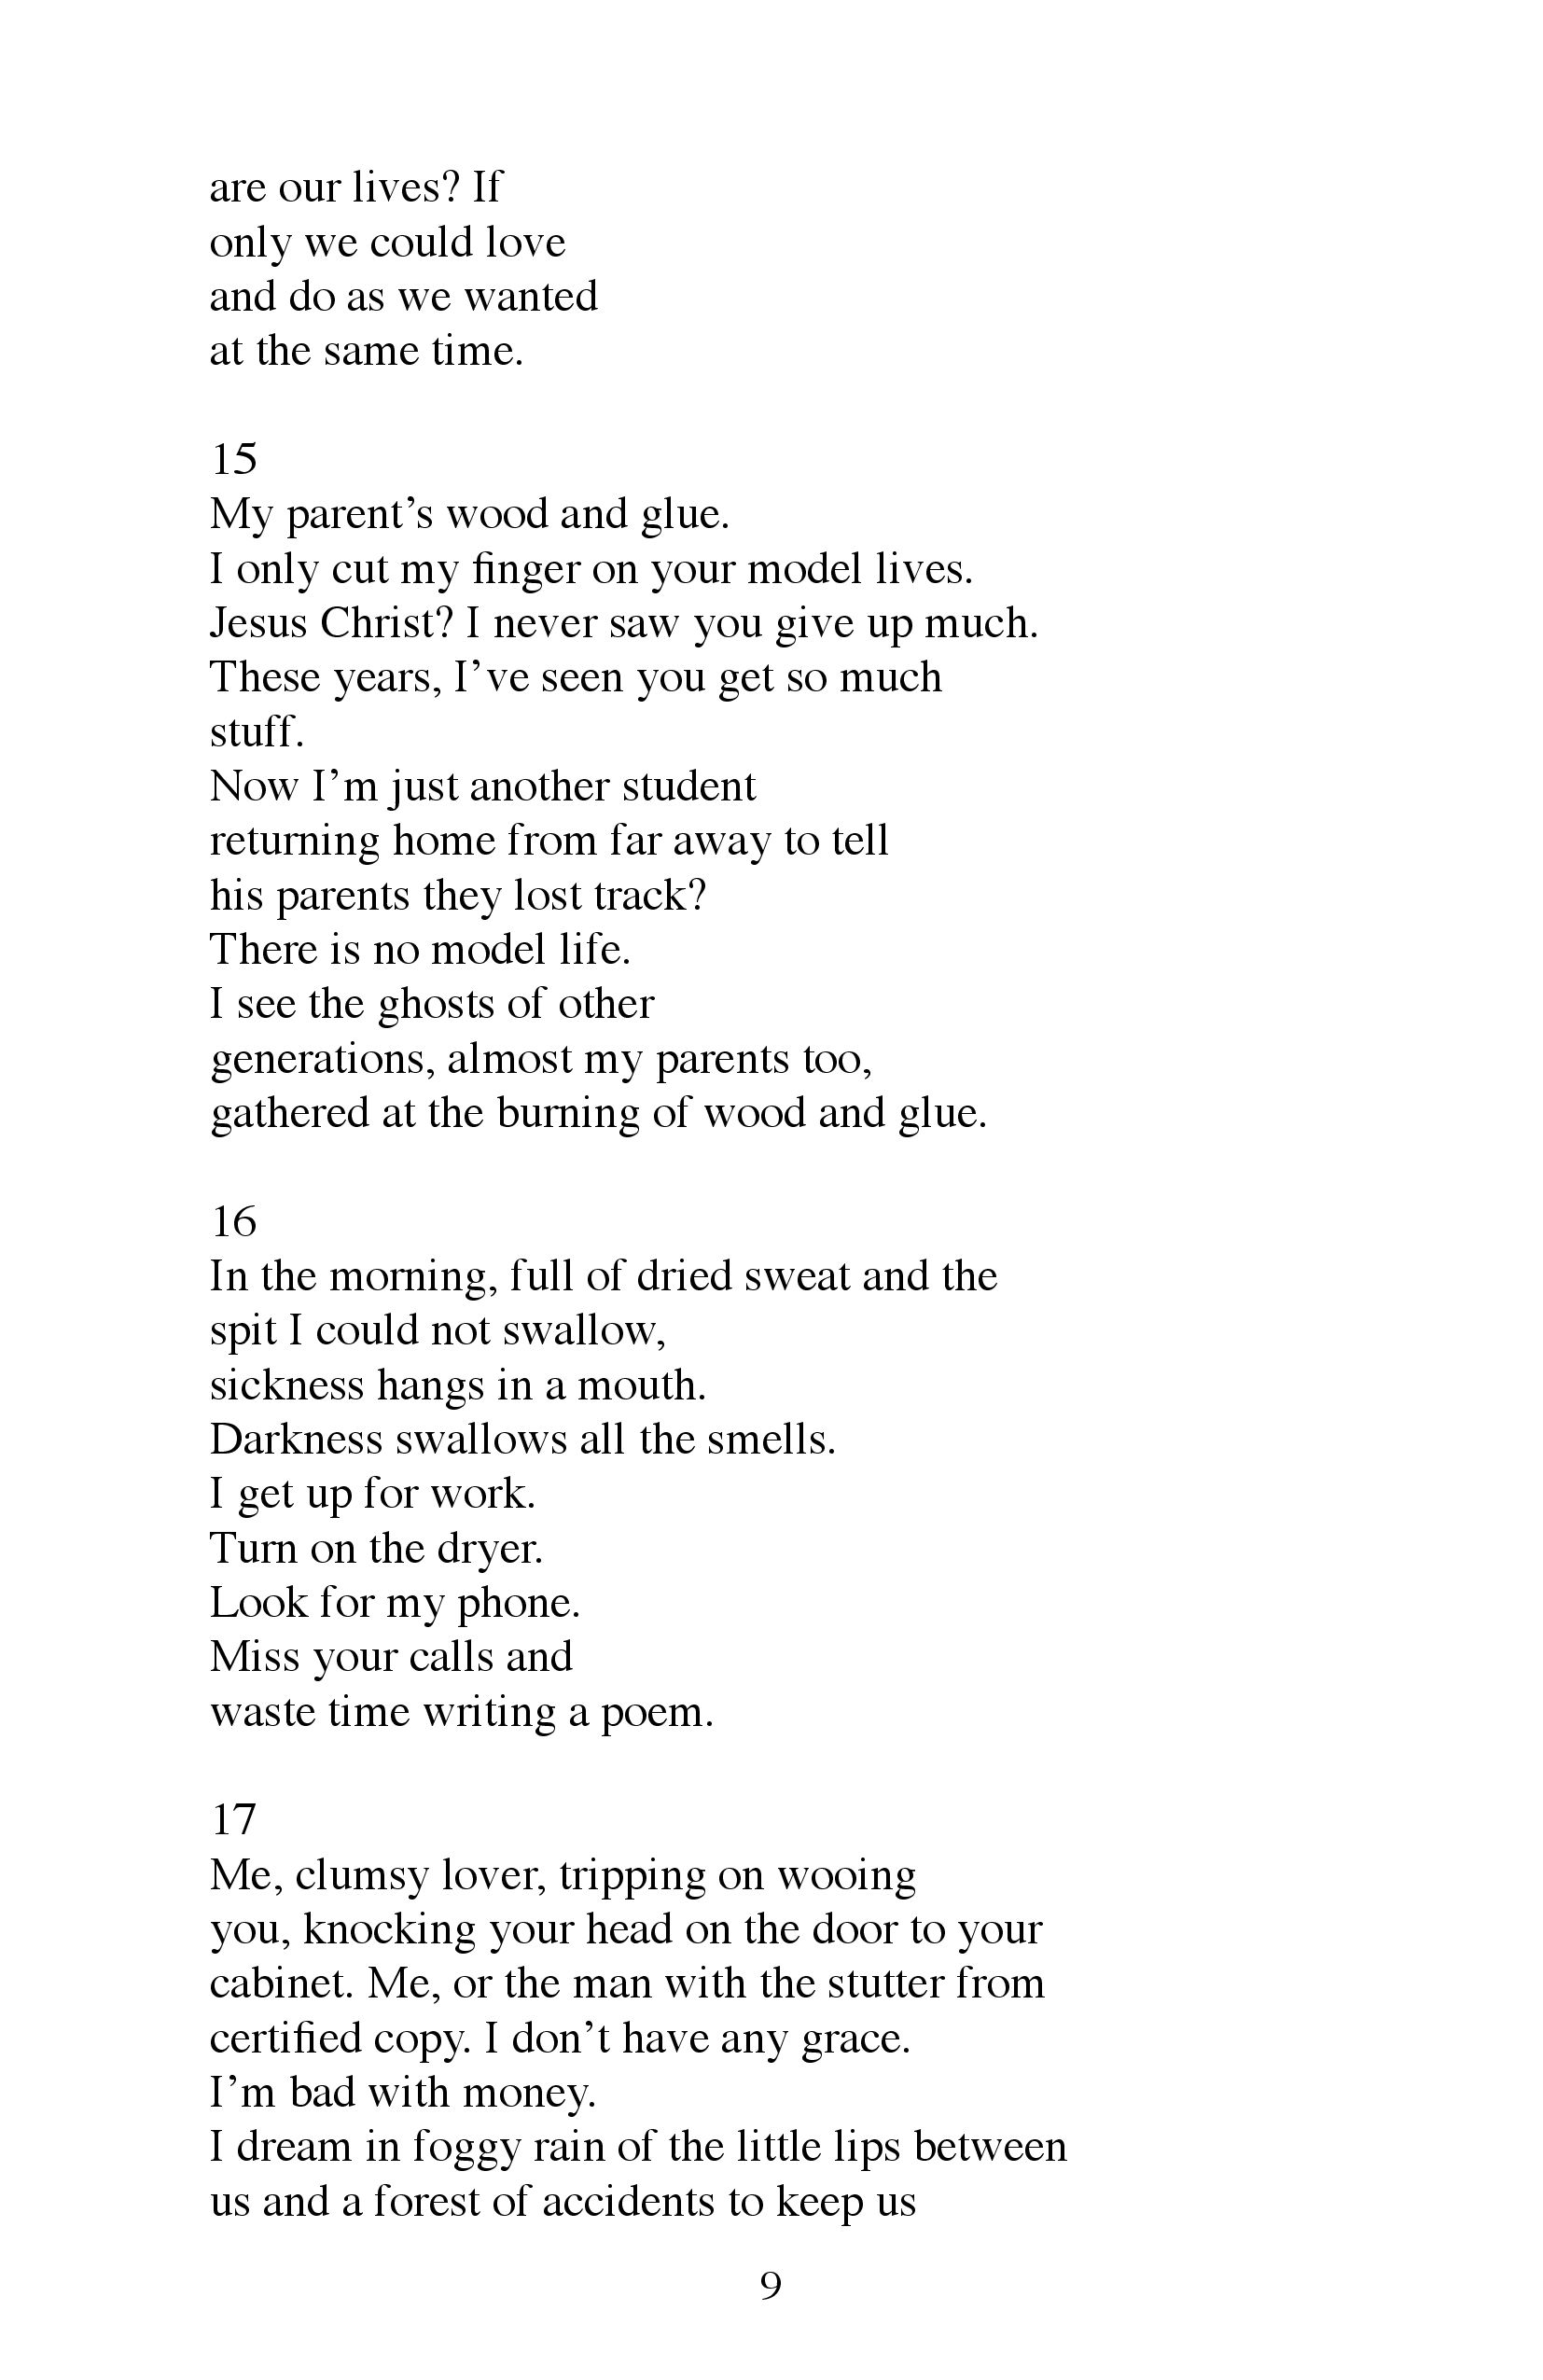 are our lives? If
only we could love
and do as we wanted
at the same time.
15
My parent’s wood and glue.
I only cut my finger on your model lives.
Jesus Christ? I never saw you give up much.
These years, I’ve seen you get so much
stuff.
Now I’m just another student
returning home from far away to tell
his parents they lost track?
There is no model life.
I see the ghosts of other
generations, almost my parents too,
gathered at the burning of wood and glue.
16
In the morning, full of dried sweat and the
spit I could not swallow,
sickness hangs in a mouth.
Darkness swallows all the smells.
I get up for work.
Turn on the dryer.
Look for my phone.
Miss your calls and
waste time writing a poem.
17
Me, clumsy lover, tripping on wooing
you, knocking your head on the door to your
cabinet. Me, or the man with the stutter from
certified copy. I don’t have any grace.
I’m bad with money.
I dream in foggy rain of the little lips between
us and a forest of accidents to keep us
9